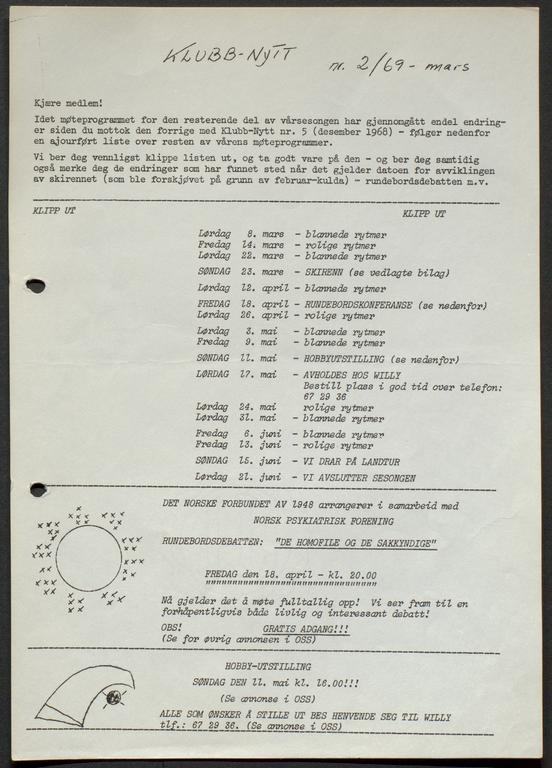 KLUBB-NYTT nr. 2/69 - mars
Kjære medlem!
Idet møteprogrammet for den resterende del av vårsesongen har gjennomgått endel endring-
er siden du mottok den forrige med Klubb-Nytt nr. 5 (desember 1968) - følger nedenfor
en ajourført liste over resten av vårens møteprogrammer.
Vi ber deg vennligst klippe listen ut, og ta godt vare på den - og ber deg samtidig
også merke deg de endringer som har funnet sted når det gjelder datoen for avviklingen
av skirennet (som ble forskjøvet på grunn av februar-kulda) - rundebordsdebatten m.v.
KLIPP UT KLIPP UT
Lørdag 8. mars - blannede rytmer
Fredag 14. mars - rolige rytmer
Lørdag 22. mars - blannede rytmer
SØNDAG 23. mars - SKIRENN (se vedlagte bilag)
Lørdag 12. april - blannede rytmer
FREDAG 18. april - RUNDEBORDSKONFERANSE (se nedenfor)
Lørdag 26. april - rolige rytmer
Lørdag 3. mai - blannede rytmer
Fredag 9. mai - blannede rytmer
SØNDAG 11. mai - HOBBYUTSTILLING (se nedenfor)
LØRDAG 17. mai - AVHOLDES HOS WILLY
Bestill plass i god tid over telefon:
67 29 36
Lørdag 24. mai rolige rytmer
Lørdag 31. mai - blannede rytmer
Fredag 6. juni - blannede rytmer
Fredag 13. juni - rolige rytmer
SØNDAG 15. juni - VI DRAR PÅ LANDTUR
Lørdag 21. juni - VI AVSLUTTER SESONGEN
DET NORSKE FORBUNDET AV 1948 arrangerer i samarbeid med
NORSK PSYKIATRISK FORENING
RUNDEBORDSDEBATTEN: "DE HOMOFILE OG DE SAKKYNDIGE"
FREDAG den 18. april - kl. 20.00
Nå gjelder det å møte fulltallig opp! Vi ser fram til en
forhåpentligvis både livlig og interessant debatt!
OBS! GRATIS ADGANG!!!
(Se for øvrig annonsen i OSS)
HOBBY-UTSTILLING
SØNDAG DEN 11. mai kl. 16.00!!!
(Se annonse i OSS)
ALLE SOM ØNSKER Å STILLE UT BES HENVENDE SEG TIL WILLY
tlf.: 67 29 36. (Se annonse i OSS)